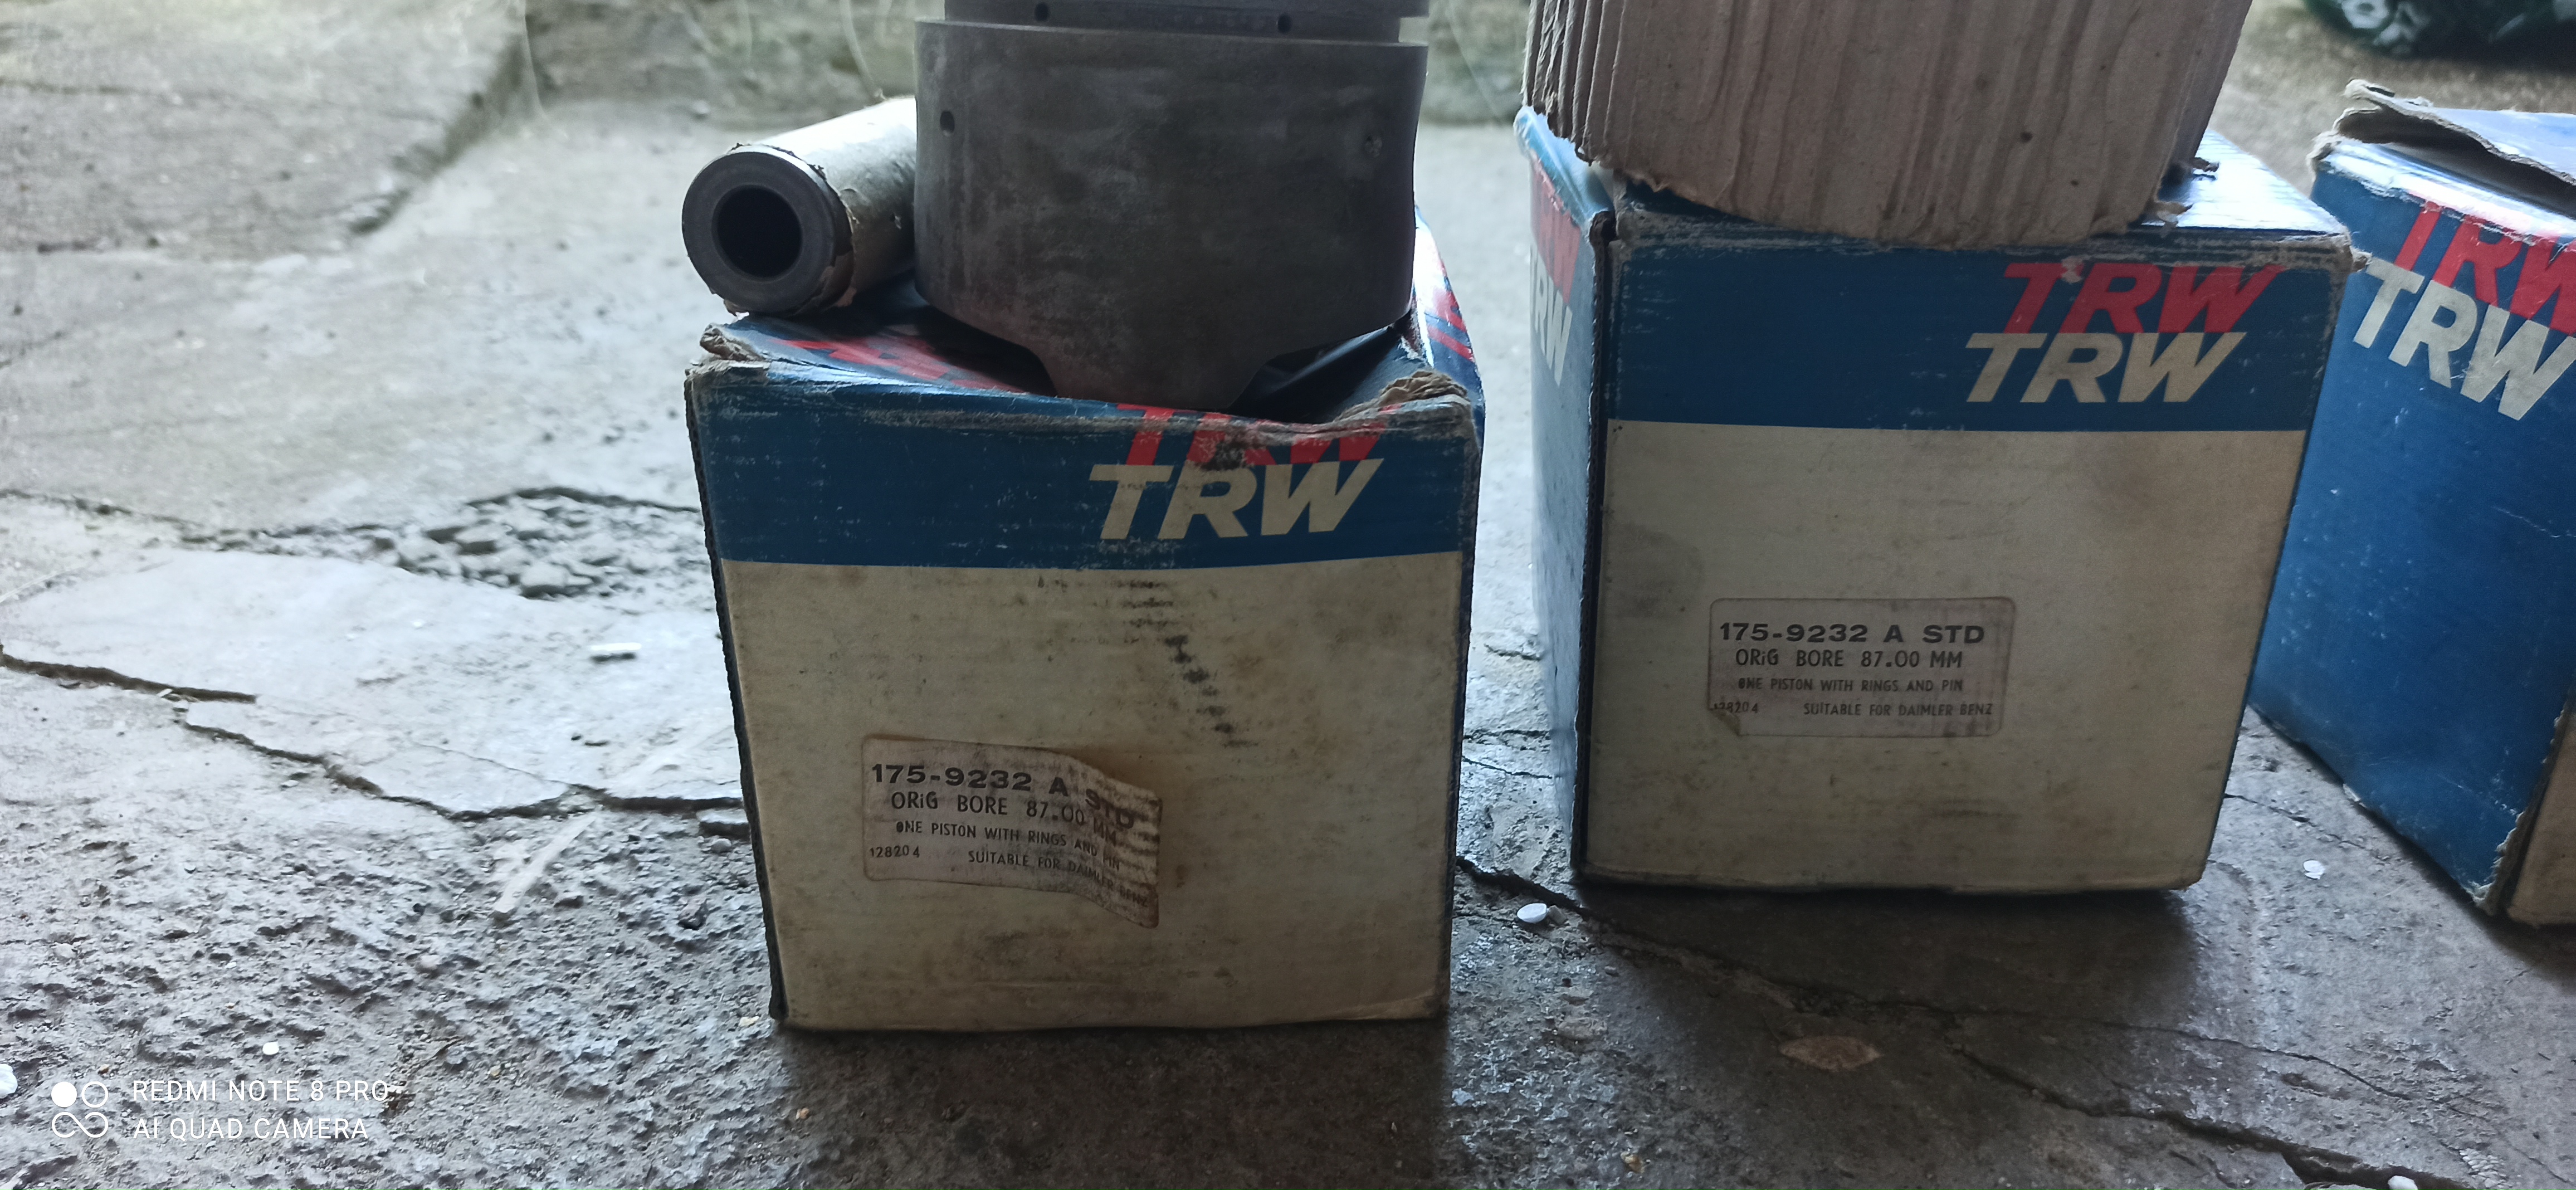 TRW
TRW
175-9232 A STD
ORiG BORE 87.00 MM
ONE PISTON WITH RINGS AND PIN
128204 SUITABLE FOR DAIMLER BENZ
TRW
TRW
175-9232 A STD
ORiG BORE 87.00 MM
ONE PISTON WITH RINGS AND PIN
128204 SUITABLE FOR DAIMLER BENZ
TRW
TRW
REDMI NOTE 8 PRO
AI QUAD CAMERA